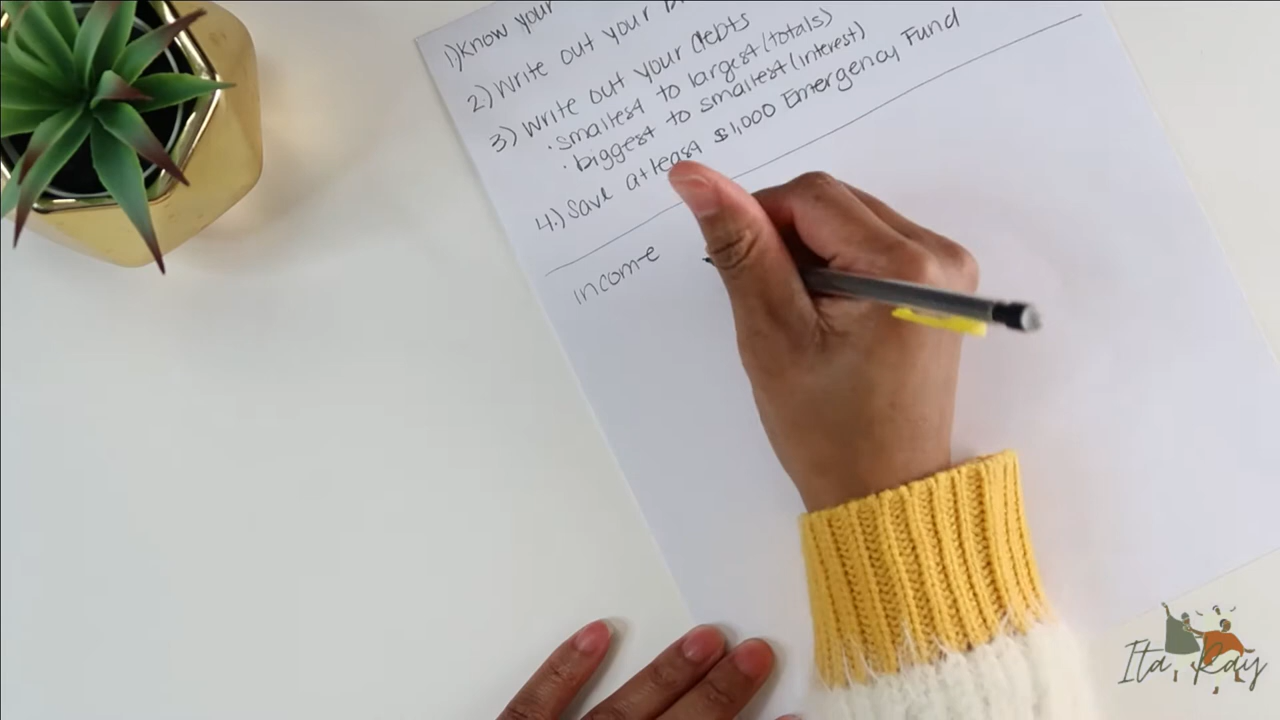 1) Know your
2.) Write out your
3) Write out your debts
· smallest to largest (totals)
· biggest to smallest (interest)
4.) Save atleast $1,000 Emergency Fund
income
Ita Kay